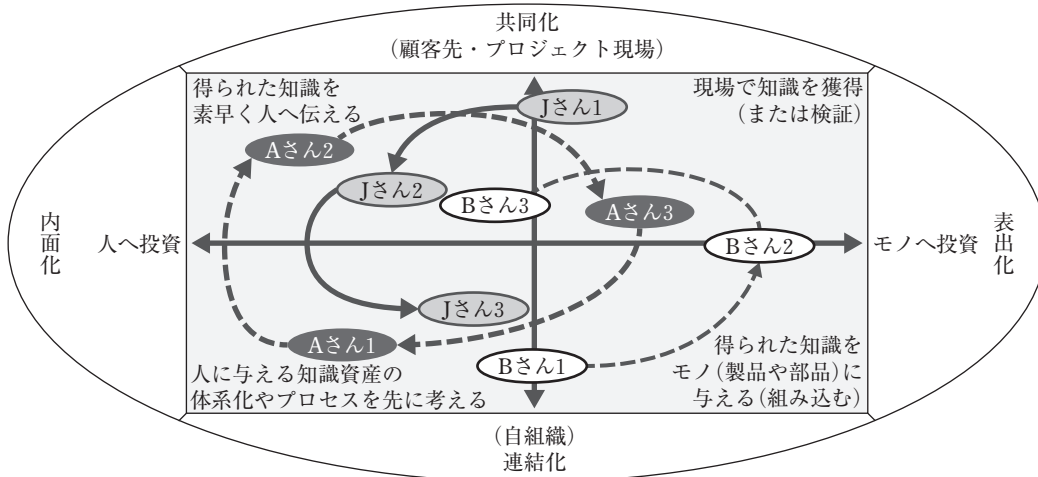 共同化
（顧客先・プロジェクト現場）
得られた知識を
素早く人へ伝える
現場で知識を獲得
（または検証）
Jさん1
Aさん2
Jさん2
Bさん3
Aさん3
内面化
人へ投資
Bさん2
モノへ投資
表出化
Jさん3
Aさん1
Bさん1
得られた知識を
モノ（製品や部品）に
与える（組み込む）
人に与える知識資産の
体系化やプロセスを先に考える
（自組織）
連結化